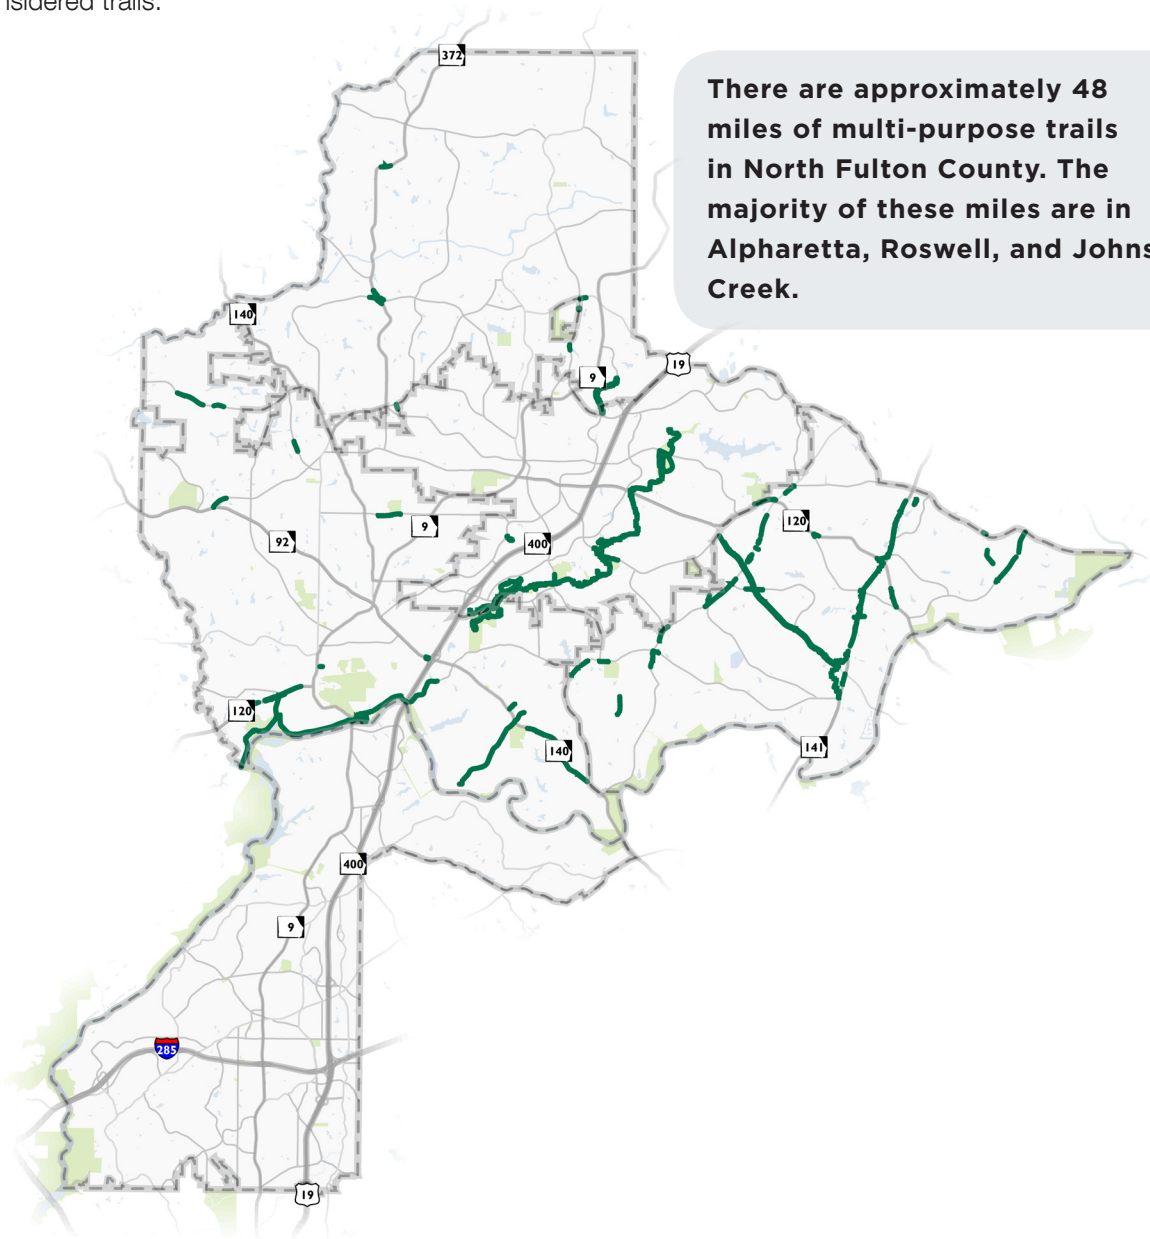 nsidered trails.
372
There are approximately 48
miles of multi-purpose trails
in North Fulton County. The
majority of these miles are in
Alpharetta, Roswell, and Johns
Creek.
140
19
9
120
9
92
400
120
140
141
400
9
285
19